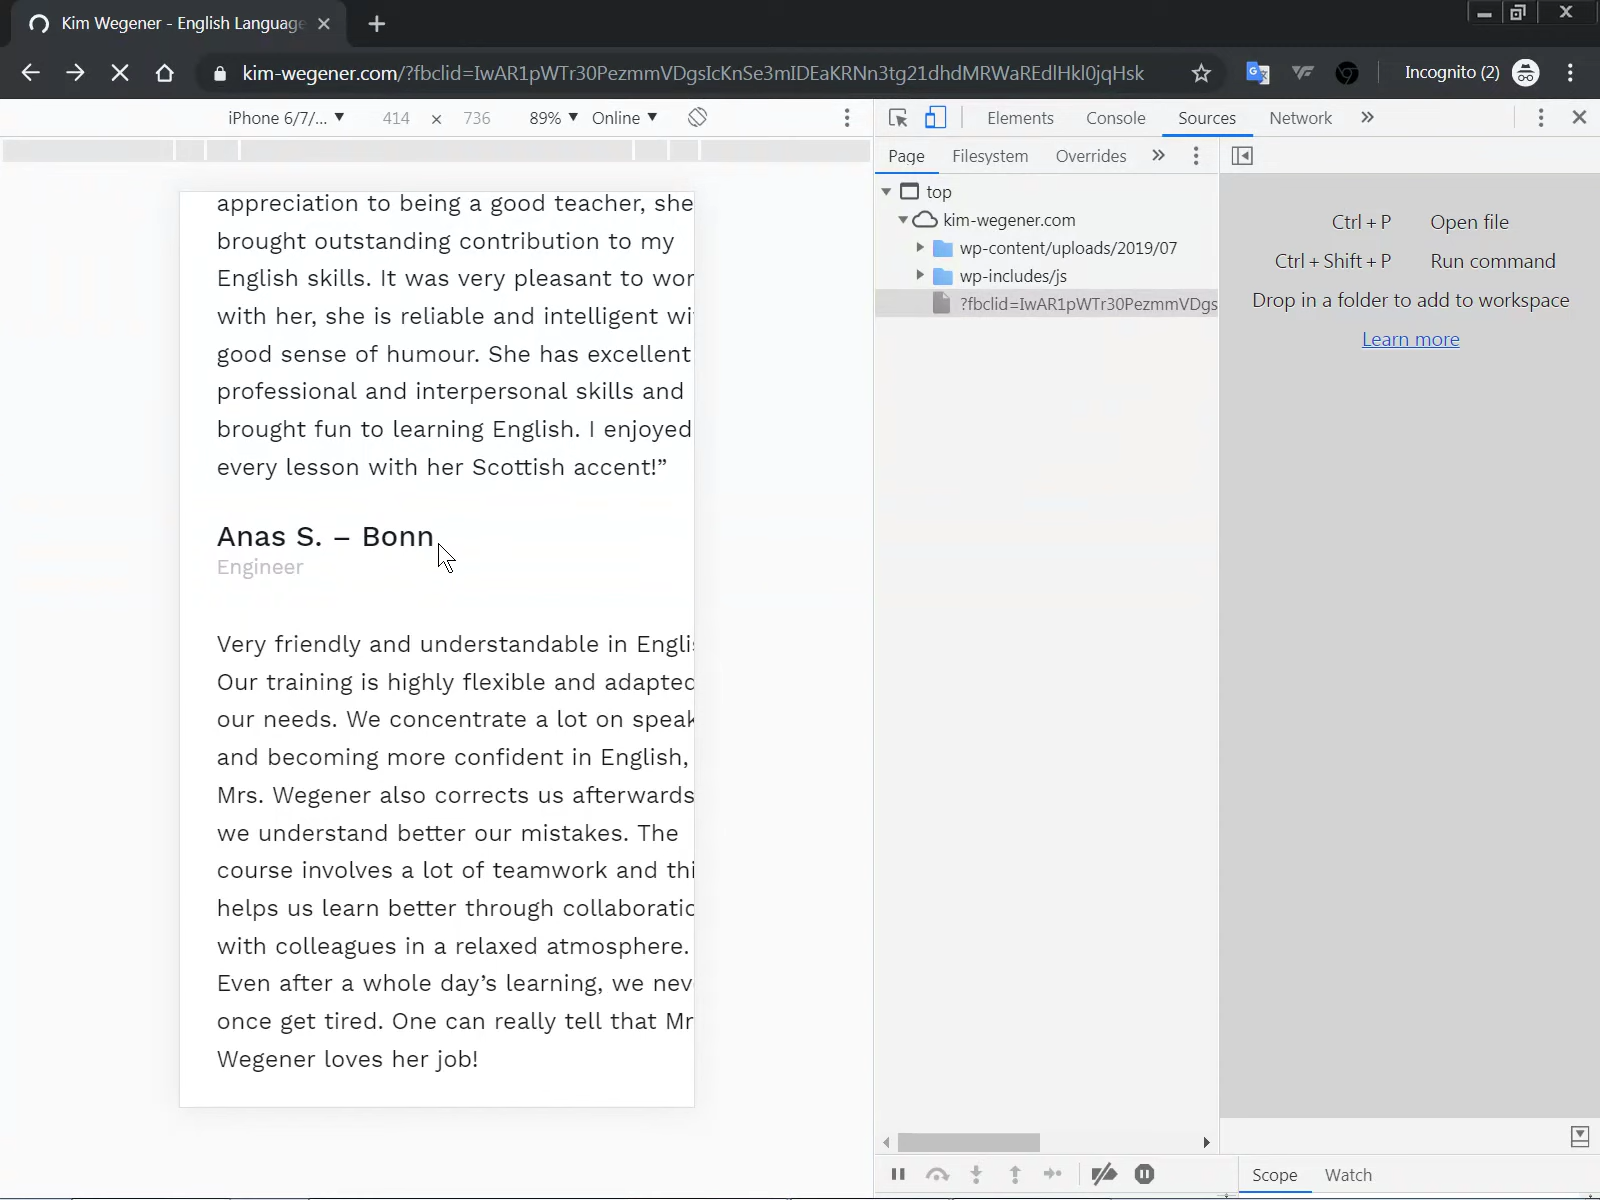 Kim Wegener - English Language
kim-wegener.com/?fbclid=IwAR1pWTr30PezmmVDgsIcKnSe3mIDEaKRNn3tg21dhdMRWaREdlHkl0jqHsk
Incognito (2)
iPhone 6/7/... 414 × 736 89% Online
Elements Console Sources Network
Page Filesystem Overrides
top
kim-wegener.com
wp-content/uploads/2019/07
wp-includes/js
?fbclid=IwAR1pWTr30PezmmVDgs
Ctrl + P Open file
Ctrl + Shift + P Run command
Drop in a folder to add to workspace
Learn more
appreciation to being a good teacher, she
brought outstanding contribution to my
English skills. It was very pleasant to wor
with her, she is reliable and intelligent wi
good sense of humour. She has excellent
professional and interpersonal skills and
brought fun to learning English. I enjoyed
every lesson with her Scottish accent!”
Anas S. – Bonn
Engineer
Very friendly and understandable in Englis
Our training is highly flexible and adapted
our needs. We concentrate a lot on speak
and becoming more confident in English,
Mrs. Wegener also corrects us afterwards
we understand better our mistakes. The
course involves a lot of teamwork and thi
helps us learn better through collaboratio
with colleagues in a relaxed atmosphere.
Even after a whole day’s learning, we nev
once get tired. One can really tell that Mr
Wegener loves her job!
Scope Watch